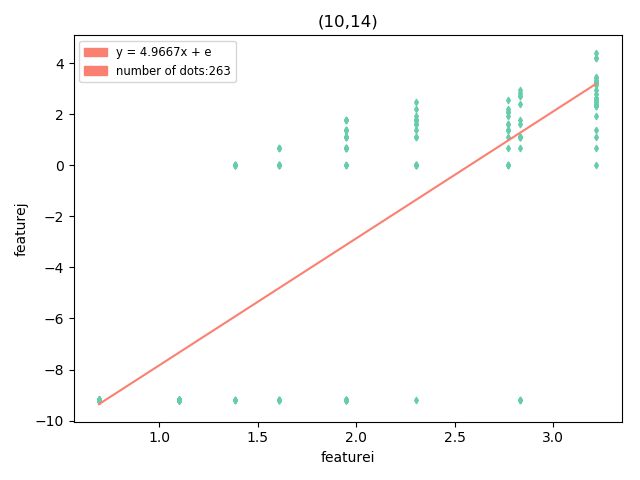 (10,14)
y = 4.9667x + e
number of dots:263
4
2
0
−2
−4
−6
−8
−10
featurej
1.0 1.5 2.0 2.5 3.0
featurei